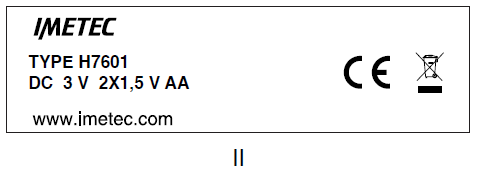 IMETEC
TYPE H7601
DC 3 V 2X1,5 V AA
CE
www.imetec.com
II